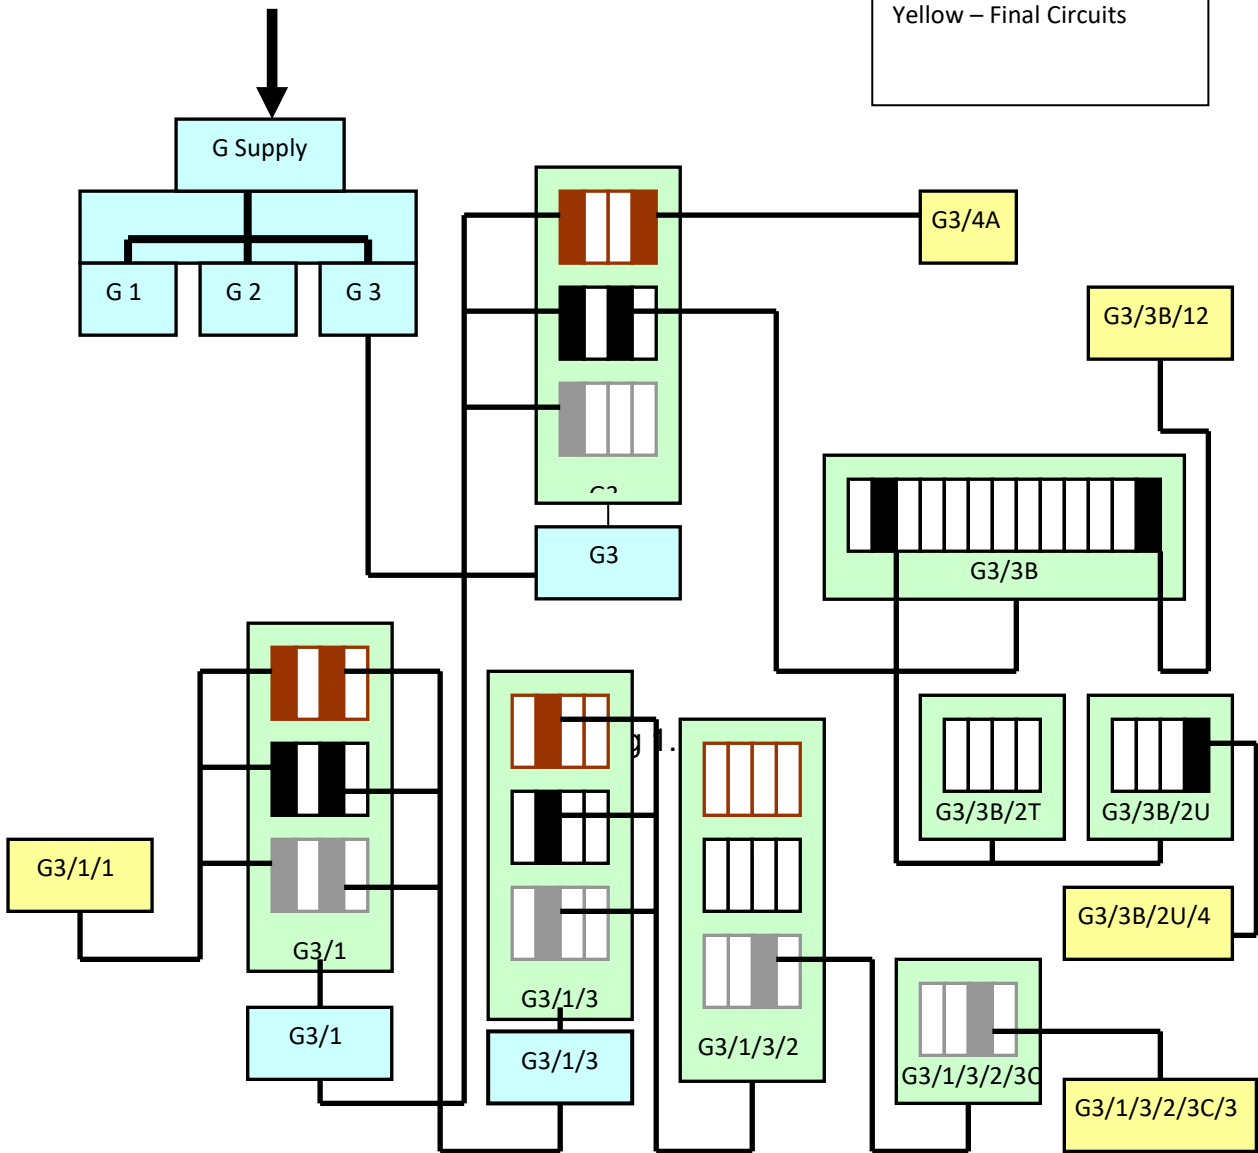 Yellow – Final Circuits
G Supply
G3/4A
G 1
G 2
G 3
G3/3B/12
G3
G3/3B
g 1.
G3/3B/2T
G3/3B/2U
G3/1/1
G3/3B/2U/4
G3/1
G3/1/3
G3/1
G3/1/3
G3/1/3/2
G3/1/3/2/3C
G3/1/3/2/3C/3